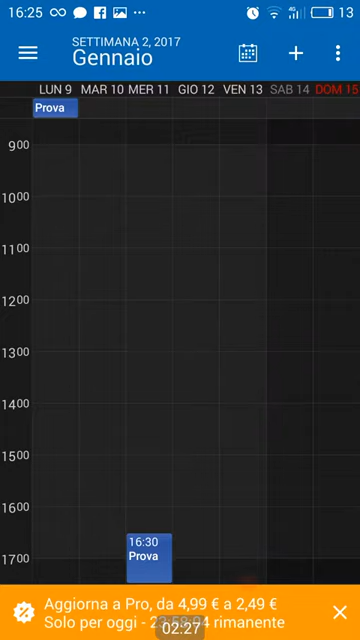 16:25 ... 13
SETTIMANA 2, 2017
Gennaio
LUN 9 MAR 10 MER 11 GIO 12 VEN 13 SAB 14 DOM 15
Prova
900
1000
1100
1200
1300
1400
1500
1600
16:30
Prova
1700
Aggiorna a Pro, da 4,99 € a 2,49 €
Solo per oggi - rimanente
02:27